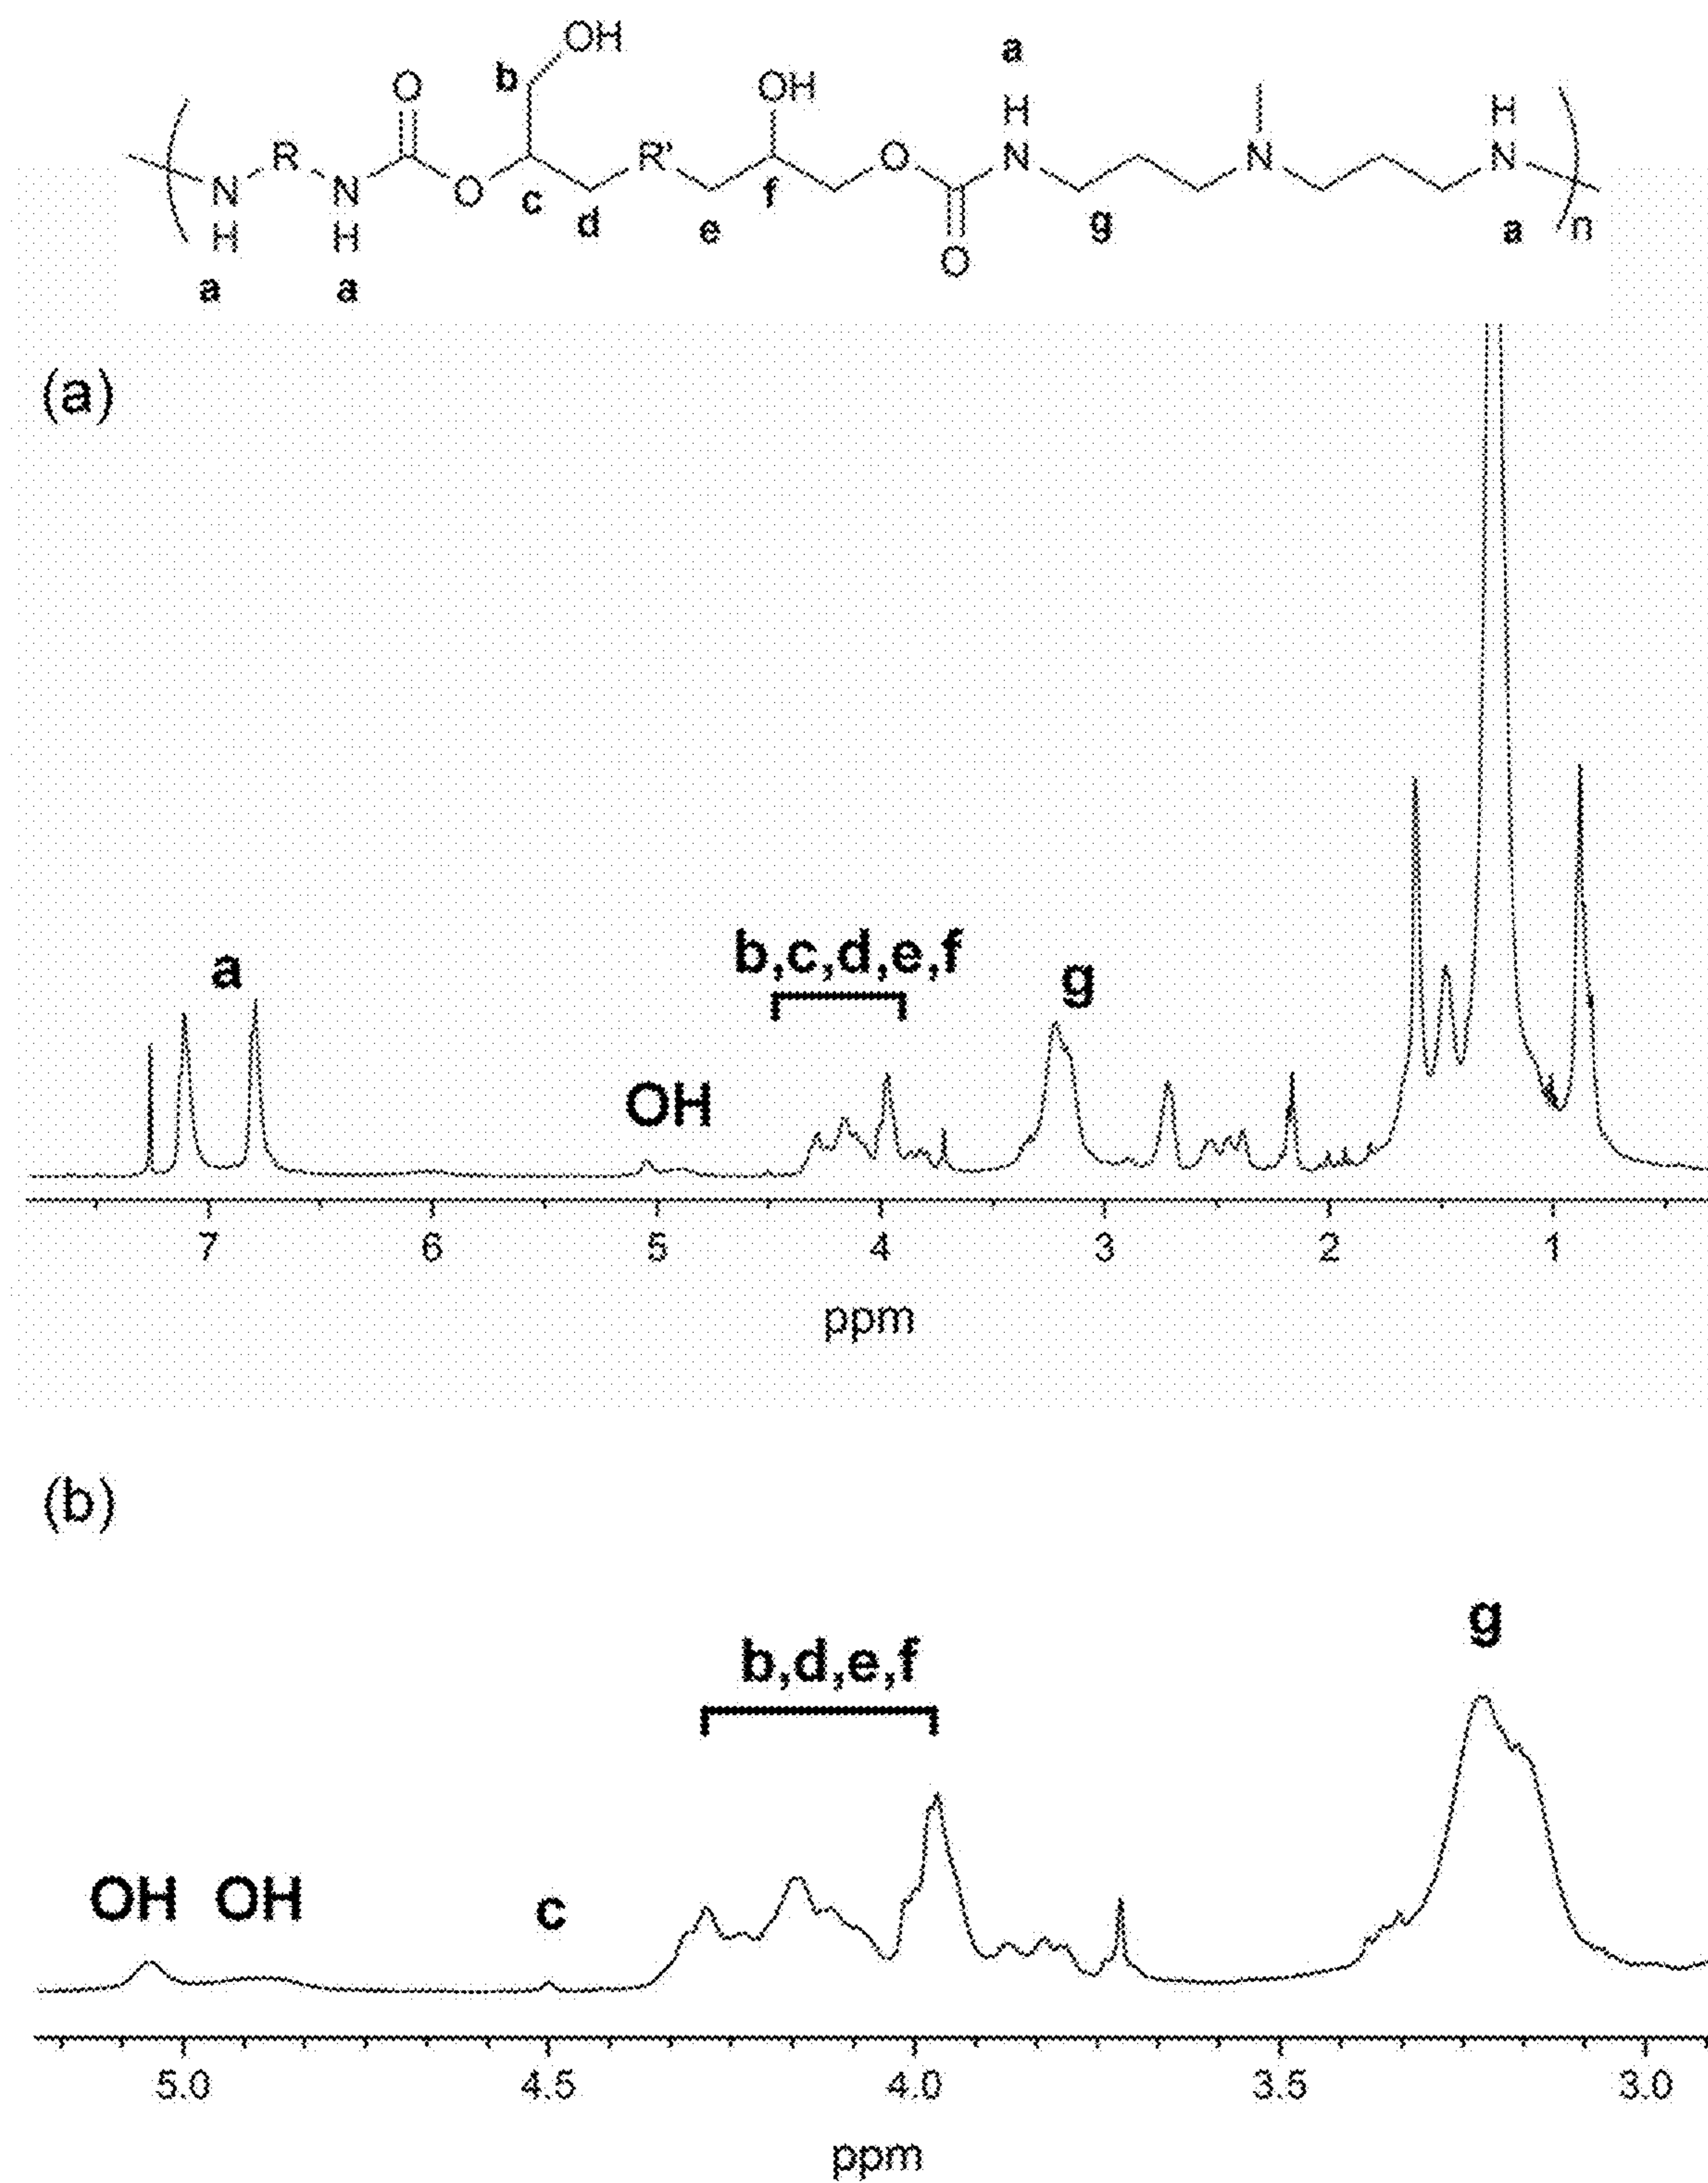 OH
b
O
OH
a
H
H
R
R'
O
N
N
N
N
N
O
c
f
d
e
g
a
n
H
H
O
a
a
(a)
b,c,d,e,f
a
g
OH
7 6 5 4 3 2 1
ppm
(b)
g
b,d,e,f
OH OH c
5.0 4.5 4.0 3.5 3.0
ppm